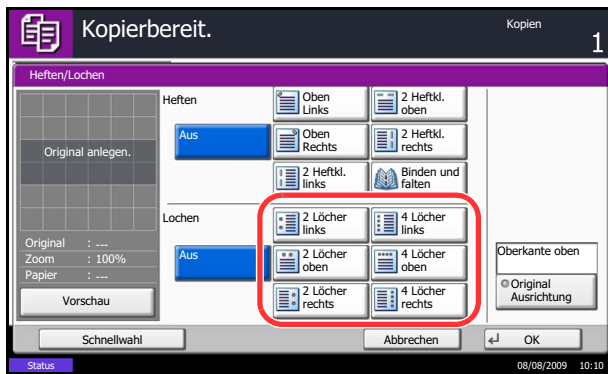 Kopierbereit.
Kopien
1
Heften/Lochen
Original anlegen.
Original : ---
Zoom : 100%
Papier : ---
Vorschau
Heften
Aus
Oben
Links
2 Heftkl.
oben
Oben
Rechts
2 Heftkl.
rechts
2 Heftkl.
links
Binden und
falten
Lochen
Aus
2 Löcher
links
4 Löcher
links
2 Löcher
oben
4 Löcher
oben
2 Löcher
rechts
4 Löcher
rechts
Oberkante oben
Original
Ausrichtung
Schnellwahl
Abbrechen
OK
Status
08/08/2009 10:10